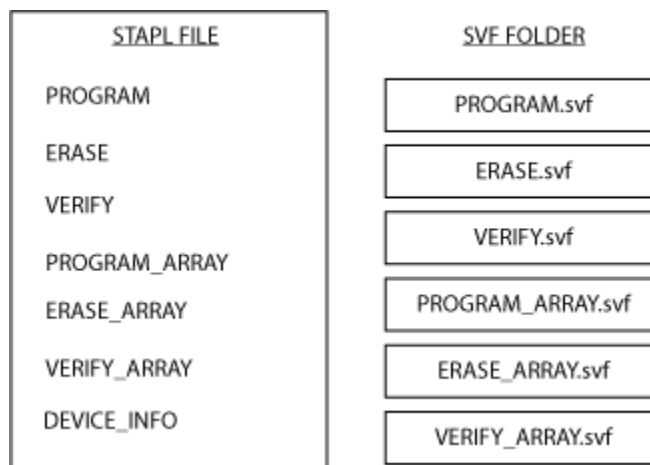 STAPL FILE
PROGRAM
ERASE
VERIFY
PROGRAM_ARRAY
ERASE_ARRAY
VERIFY_ARRAY
DEVICE_INFO
SVF FOLDER
PROGRAM.svf
ERASE.svf
VERIFY.svf
PROGRAM_ARRAY.svf
ERASE_ARRAY.svf
VERIFY_ARRAY.svf